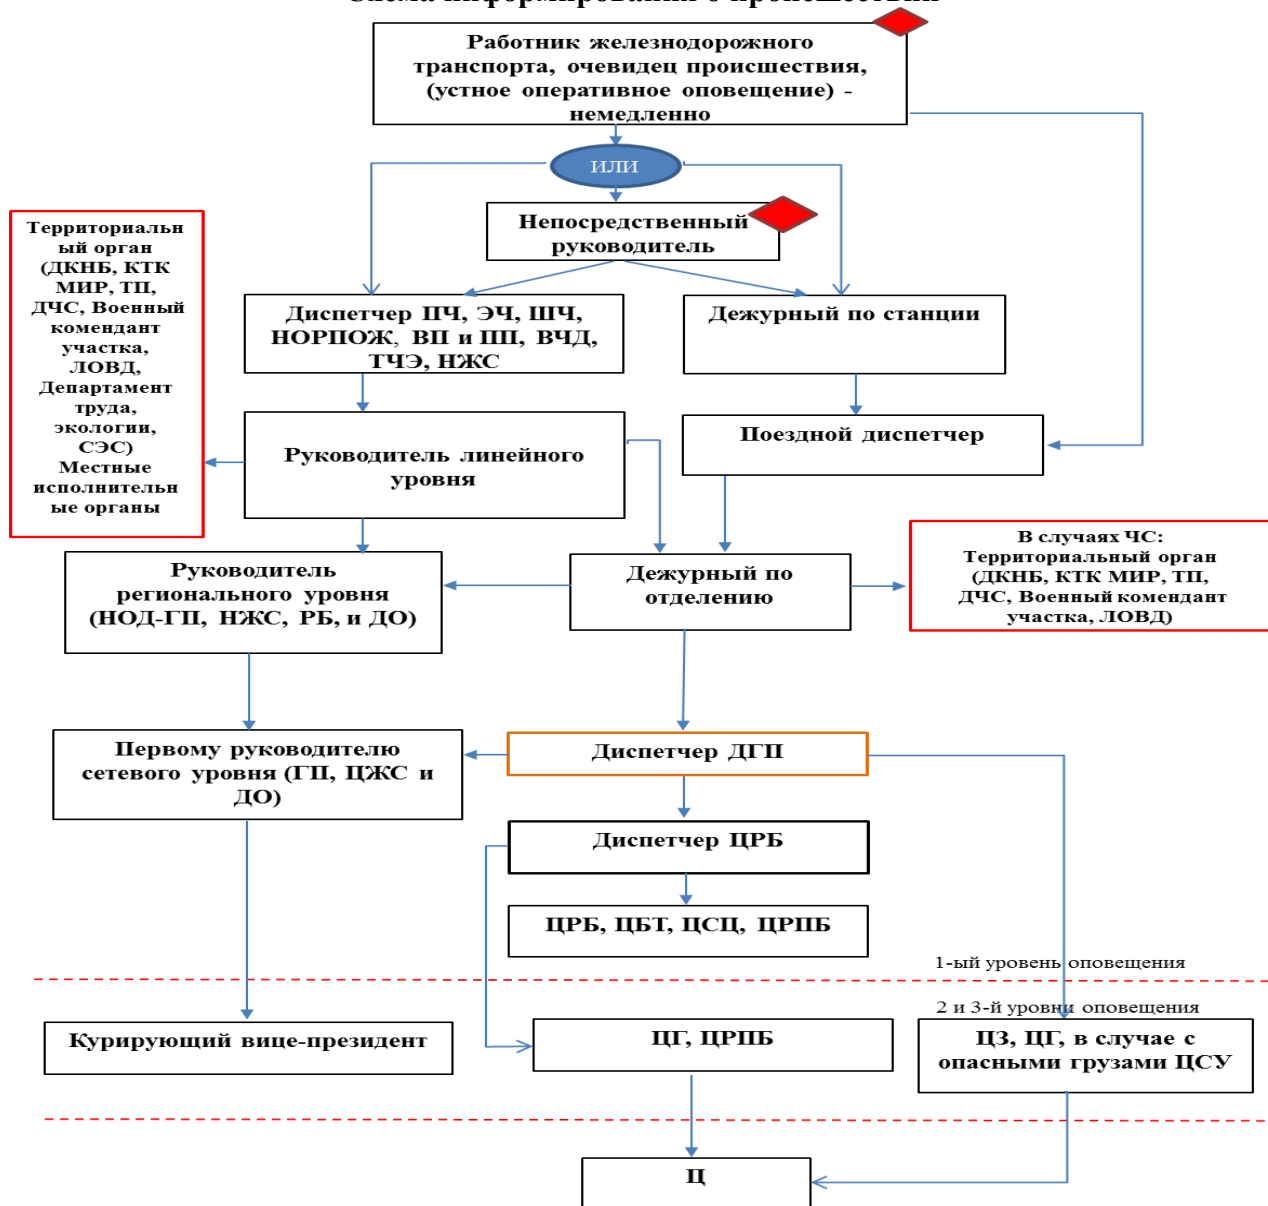 Схема информирования о происшествии
Работник железнодорожного
транспорта, очевидец происшествия,
(устное оперативное оповещение) -
немедленно
ИЛИ
Непосредственный
руководитель
Территориальн
ый орган
(ДКНБ, КТК
МИР, ТП,
ДЧС, Военный
комендант
участка,
ЛОВД,
Департамент
труда,
экологии,
СЭС)
Местные
исполнительн
ые органы
Диспетчер ПЧ, ЭЧ, ШЧ,
НОРПОЖ, ВП и ПП, ВЧД,
ТЧЭ, НЖС
Дежурный по станции
Руководитель линейного
уровня
Поездной диспетчер
Руководитель
регионального уровня
(НОД-ГП, НЖС, РБ, и ДО)
Дежурный по
отделению
В случаях ЧС:
Территориальный орган
(ДКНБ, КТК МИР, ТП,
ДЧС, Военный комендант
участка, ЛОВД)
Первому руководителю
сетевого уровня (ГП, ЦЖС и
ДО)
Диспетчер ДГП
Диспетчер ЦРБ
ЦРБ, ЦБТ, ЦСЦ, ЦРПБ
1-ый уровень оповещения
2 и 3-й уровни оповещения
Курирующий вице-президент
ЦГ, ЦРПБ
ЦЗ, ЦГ, в случае с
опасными грузами ЦСУ
Ц